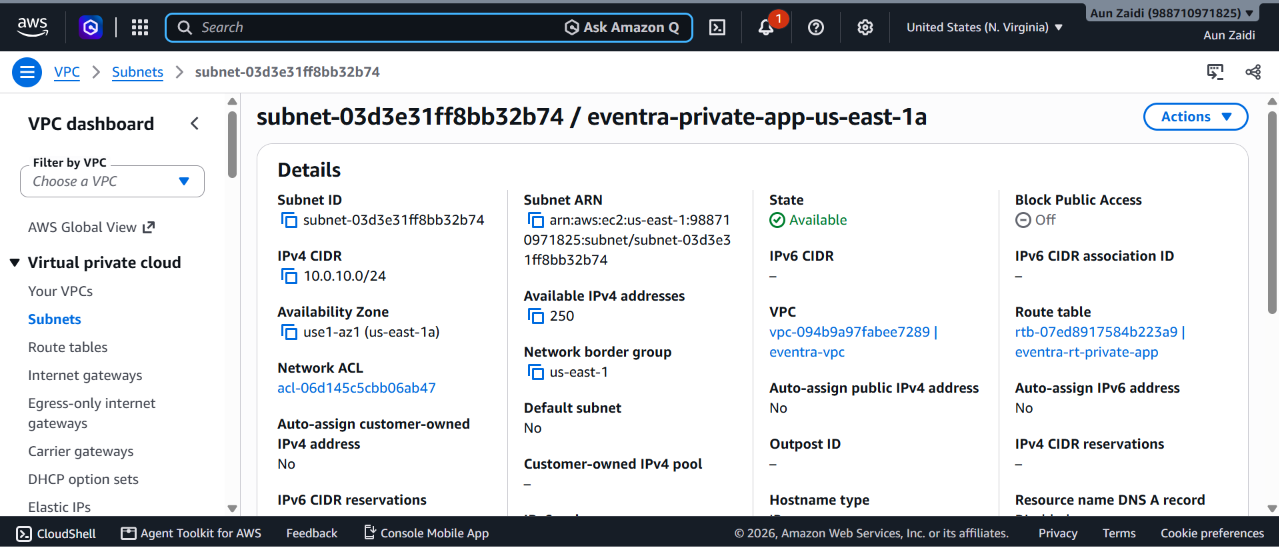 aws
Search
Ask Amazon Q
1
United States (N. Virginia)
Aun Zaidi (988710971825)
Aun Zaidi
VPC
Subnets
subnet-03d3e31ff8bb32b74
VPC dashboard
Filter by VPC
Choose a VPC
AWS Global View
Virtual private cloud
Your VPCs
Subnets
Route tables
Internet gateways
Egress-only internet
gateways
Carrier gateways
DHCP option sets
Elastic IPs
subnet-03d3e31ff8bb32b74 / eventra-private-app-us-east-1a
Actions
Details
Subnet ID
subnet-03d3e31ff8bb32b74
IPv4 CIDR
10.0.10.0/24
Availability Zone
use1-az1 (us-east-1a)
Network ACL
acl-06d145c5cbb06ab47
Auto-assign customer-owned
IPv4 address
No
IPv6 CIDR reservations
Subnet ARN
arn:aws:ec2:us-east-1:98871
0971825:subnet/subnet-03d3e3
1ff8bb32b74
Available IPv4 addresses
250
Network border group
us-east-1
Default subnet
No
Customer-owned IPv4 pool
–
State
Available
IPv6 CIDR
–
VPC
vpc-094b9a97fabee7289 |
eventra-vpc
Auto-assign public IPv4 address
No
Outpost ID
–
Hostname type
Block Public Access
Off
IPv6 CIDR association ID
–
Route table
rtb-07ed8917584b223a9 |
eventra-rt-private-app
Auto-assign IPv6 address
No
IPv4 CIDR reservations
–
Resource name DNS A record
CloudShell
Agent Toolkit for AWS
Feedback
Console Mobile App
© 2026, Amazon Web Services, Inc. or its affiliates.
Privacy
Terms
Cookie preferences